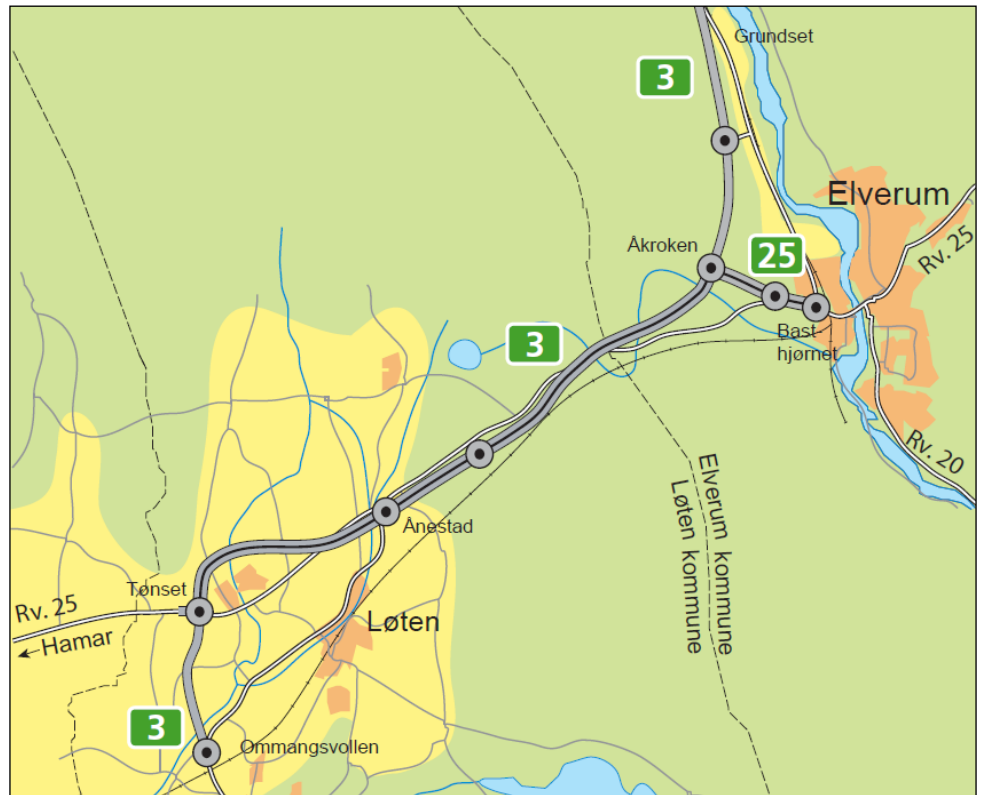 Grundset
3
Elverum
Rv. 25
Åkroken
25
Bast-
hjørnet
3
Rv. 20
Elverum kommune
Løten kommune
Ånestad
Tønset
Rv. 25
←Hamar
Løten
3
Ommangsvollen